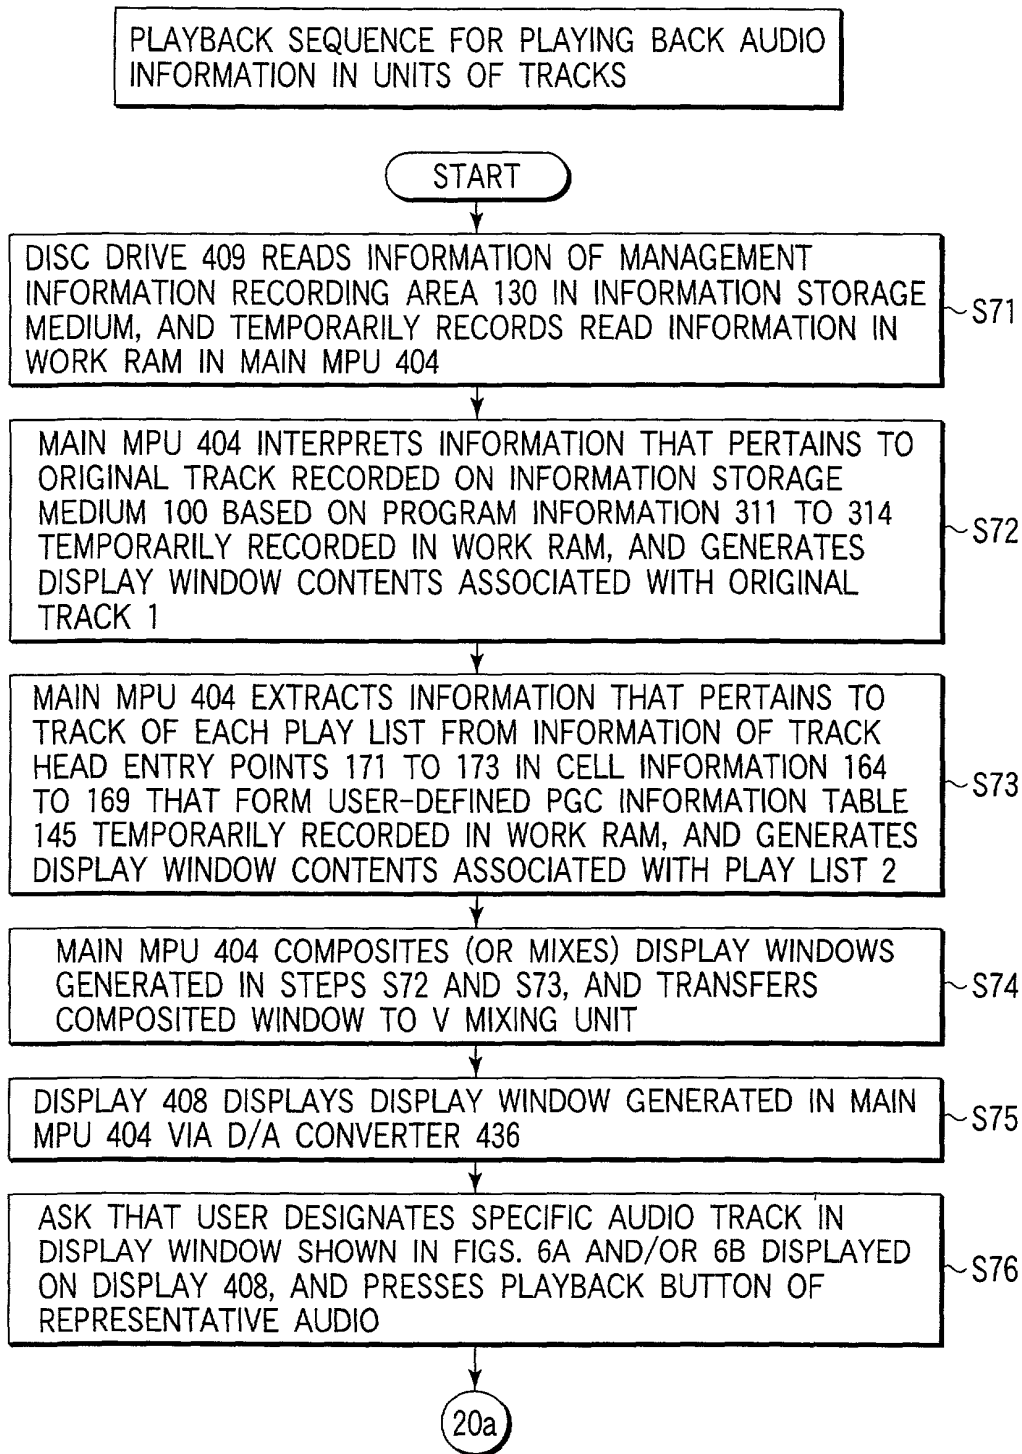 PLAYBACK SEQUENCE FOR PLAYING BACK AUDIO
INFORMATION IN UNITS OF TRACKS
START
DISC DRIVE 409 READS INFORMATION OF MANAGEMENT
INFORMATION RECORDING AREA 130 IN INFORMATION STORAGE
MEDIUM, AND TEMPORARILY RECORDS READ INFORMATION IN
WORK RAM IN MAIN MPU 404
S71
MAIN MPU 404 INTERPRETS INFORMATION THAT PERTAINS TO
ORIGINAL TRACK RECORDED ON INFORMATION STORAGE
MEDIUM 100 BASED ON PROGRAM INFORMATION 311 TO 314
TEMPORARILY RECORDED IN WORK RAM, AND GENERATES
DISPLAY WINDOW CONTENTS ASSOCIATED WITH ORIGINAL
TRACK 1
S72
MAIN MPU 404 EXTRACTS INFORMATION THAT PERTAINS TO
TRACK OF EACH PLAY LIST FROM INFORMATION OF TRACK
HEAD ENTRY POINTS 171 TO 173 IN CELL INFORMATION 164
TO 169 THAT FORM USER-DEFINED PGC INFORMATION TABLE
145 TEMPORARILY RECORDED IN WORK RAM, AND GENERATES
DISPLAY WINDOW CONTENTS ASSOCIATED WITH PLAY LIST 2
S73
MAIN MPU 404 COMPOSITES (OR MIXES) DISPLAY WINDOWS
GENERATED IN STEPS S72 AND S73, AND TRANSFERS
COMPOSITED WINDOW TO V MIXING UNIT
S74
DISPLAY 408 DISPLAYS DISPLAY WINDOW GENERATED IN MAIN
MPU 404 VIA D/A CONVERTER 436
S75
ASK THAT USER DESIGNATES SPECIFIC AUDIO TRACK IN
DISPLAY WINDOW SHOWN IN FIGS. 6A AND/OR 6B DISPLAYED
ON DISPLAY 408, AND PRESSES PLAYBACK BUTTON OF
REPRESENTATIVE AUDIO
S76
20a